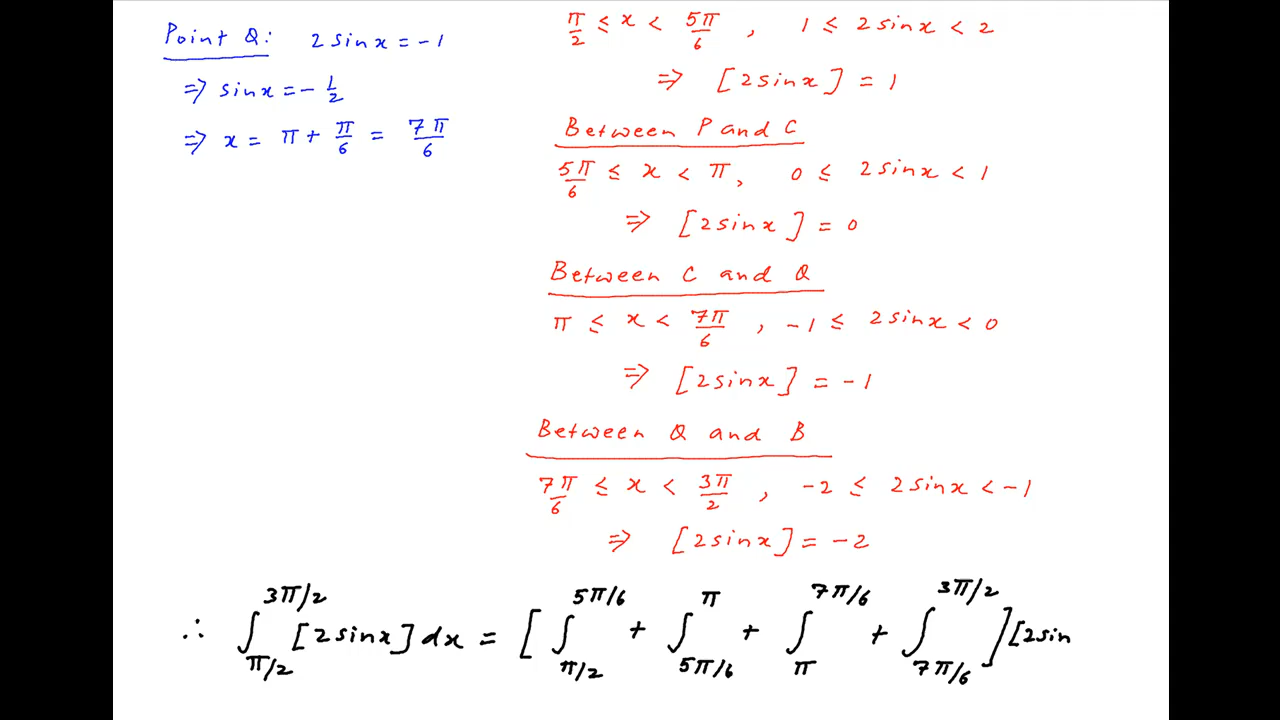 Point Q: 2 sin x = -1
⇒ sin x = - 1/2
⇒ x = π + π/6 = 7π/6
π/2 ≤ x < 5π/6 , 1 ≤ 2 sin x < 2
⇒ [2 sin x] = 1
Between P and C
5π/6 ≤ x < π, 0 ≤ 2 sin x < 1
⇒ [2 sin x] = 0
Between C and Q
π ≤ x < 7π/6 , -1 ≤ 2 sin x < 0
⇒ [2 sin x] = -1
Between Q and B
7π/6 ≤ x < 3π/2 , -2 ≤ 2 sin x < -1
⇒ [2 sin x] = -2
∴ ∫_{π/2}^{3π/2} [2 sin x] dx = [ ∫_{π/2}^{5π/6} + ∫_{5π/6}^{π} + ∫_{π}^{7π/6} + ∫_{7π/6}^{3π/2} ] [2 sin